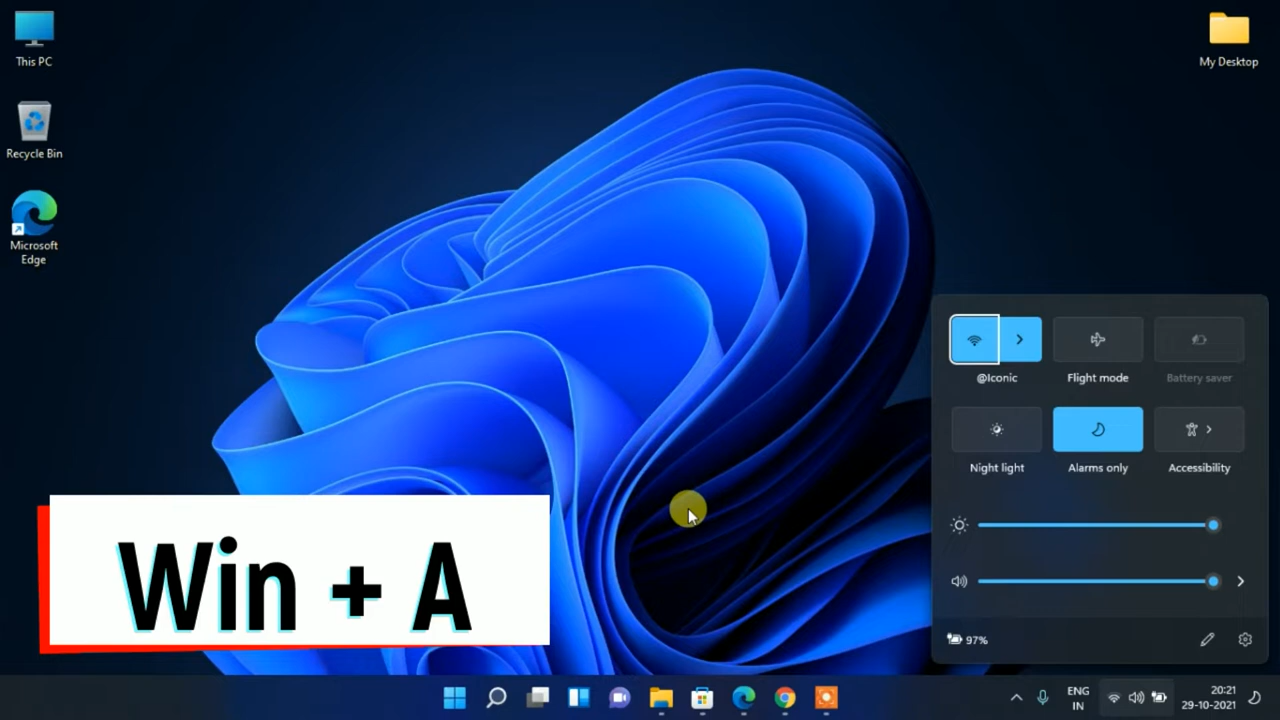 This PC
My Desktop
Recycle Bin
Microsoft
Edge
@Iconic
Flight mode
Battery saver
Night light
Alarms only
Accessibility
Win + A
97%
ENG
IN
20:21
29-10-2021